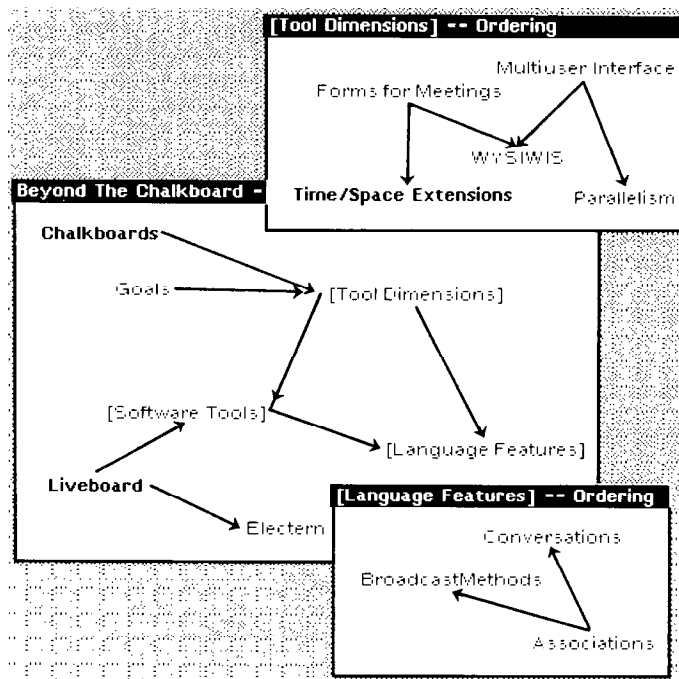 [Tool Dimensions] -- Ordering
Multiuser Interface
Forms for Meetings
WYSIWIS
Time/Space Extensions
Parallelism
Beyond The Chalkboard -
Chalkboards
Goals
[Tool Dimensions]
[Software Tools]
[Language Features]
Liveboard
Electern
[Language Features] -- Ordering
Conversations
BroadcastMethods
Associations